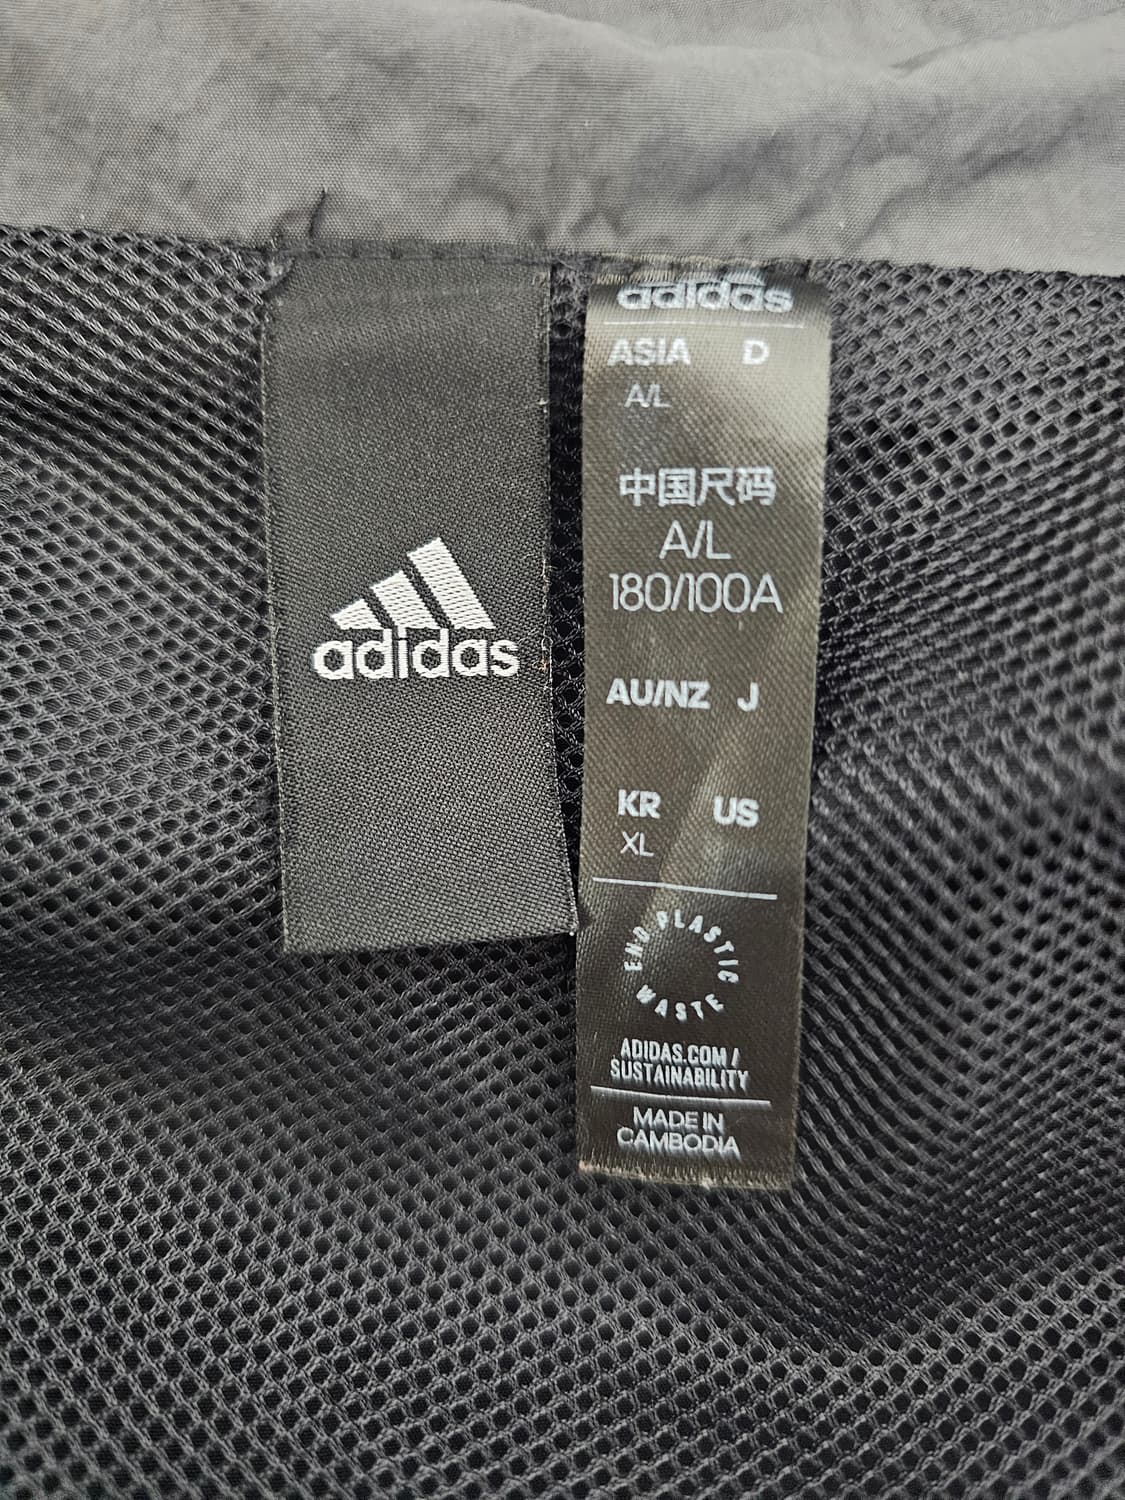 adidas
adidas
ASIA D
A/L
中国尺码
A/L
180/100A
AU/NZ J
KR US
XL
END PLASTIC WASTE
ADIDAS.COM /
SUSTAINABILITY
MADE IN
CAMBODIA